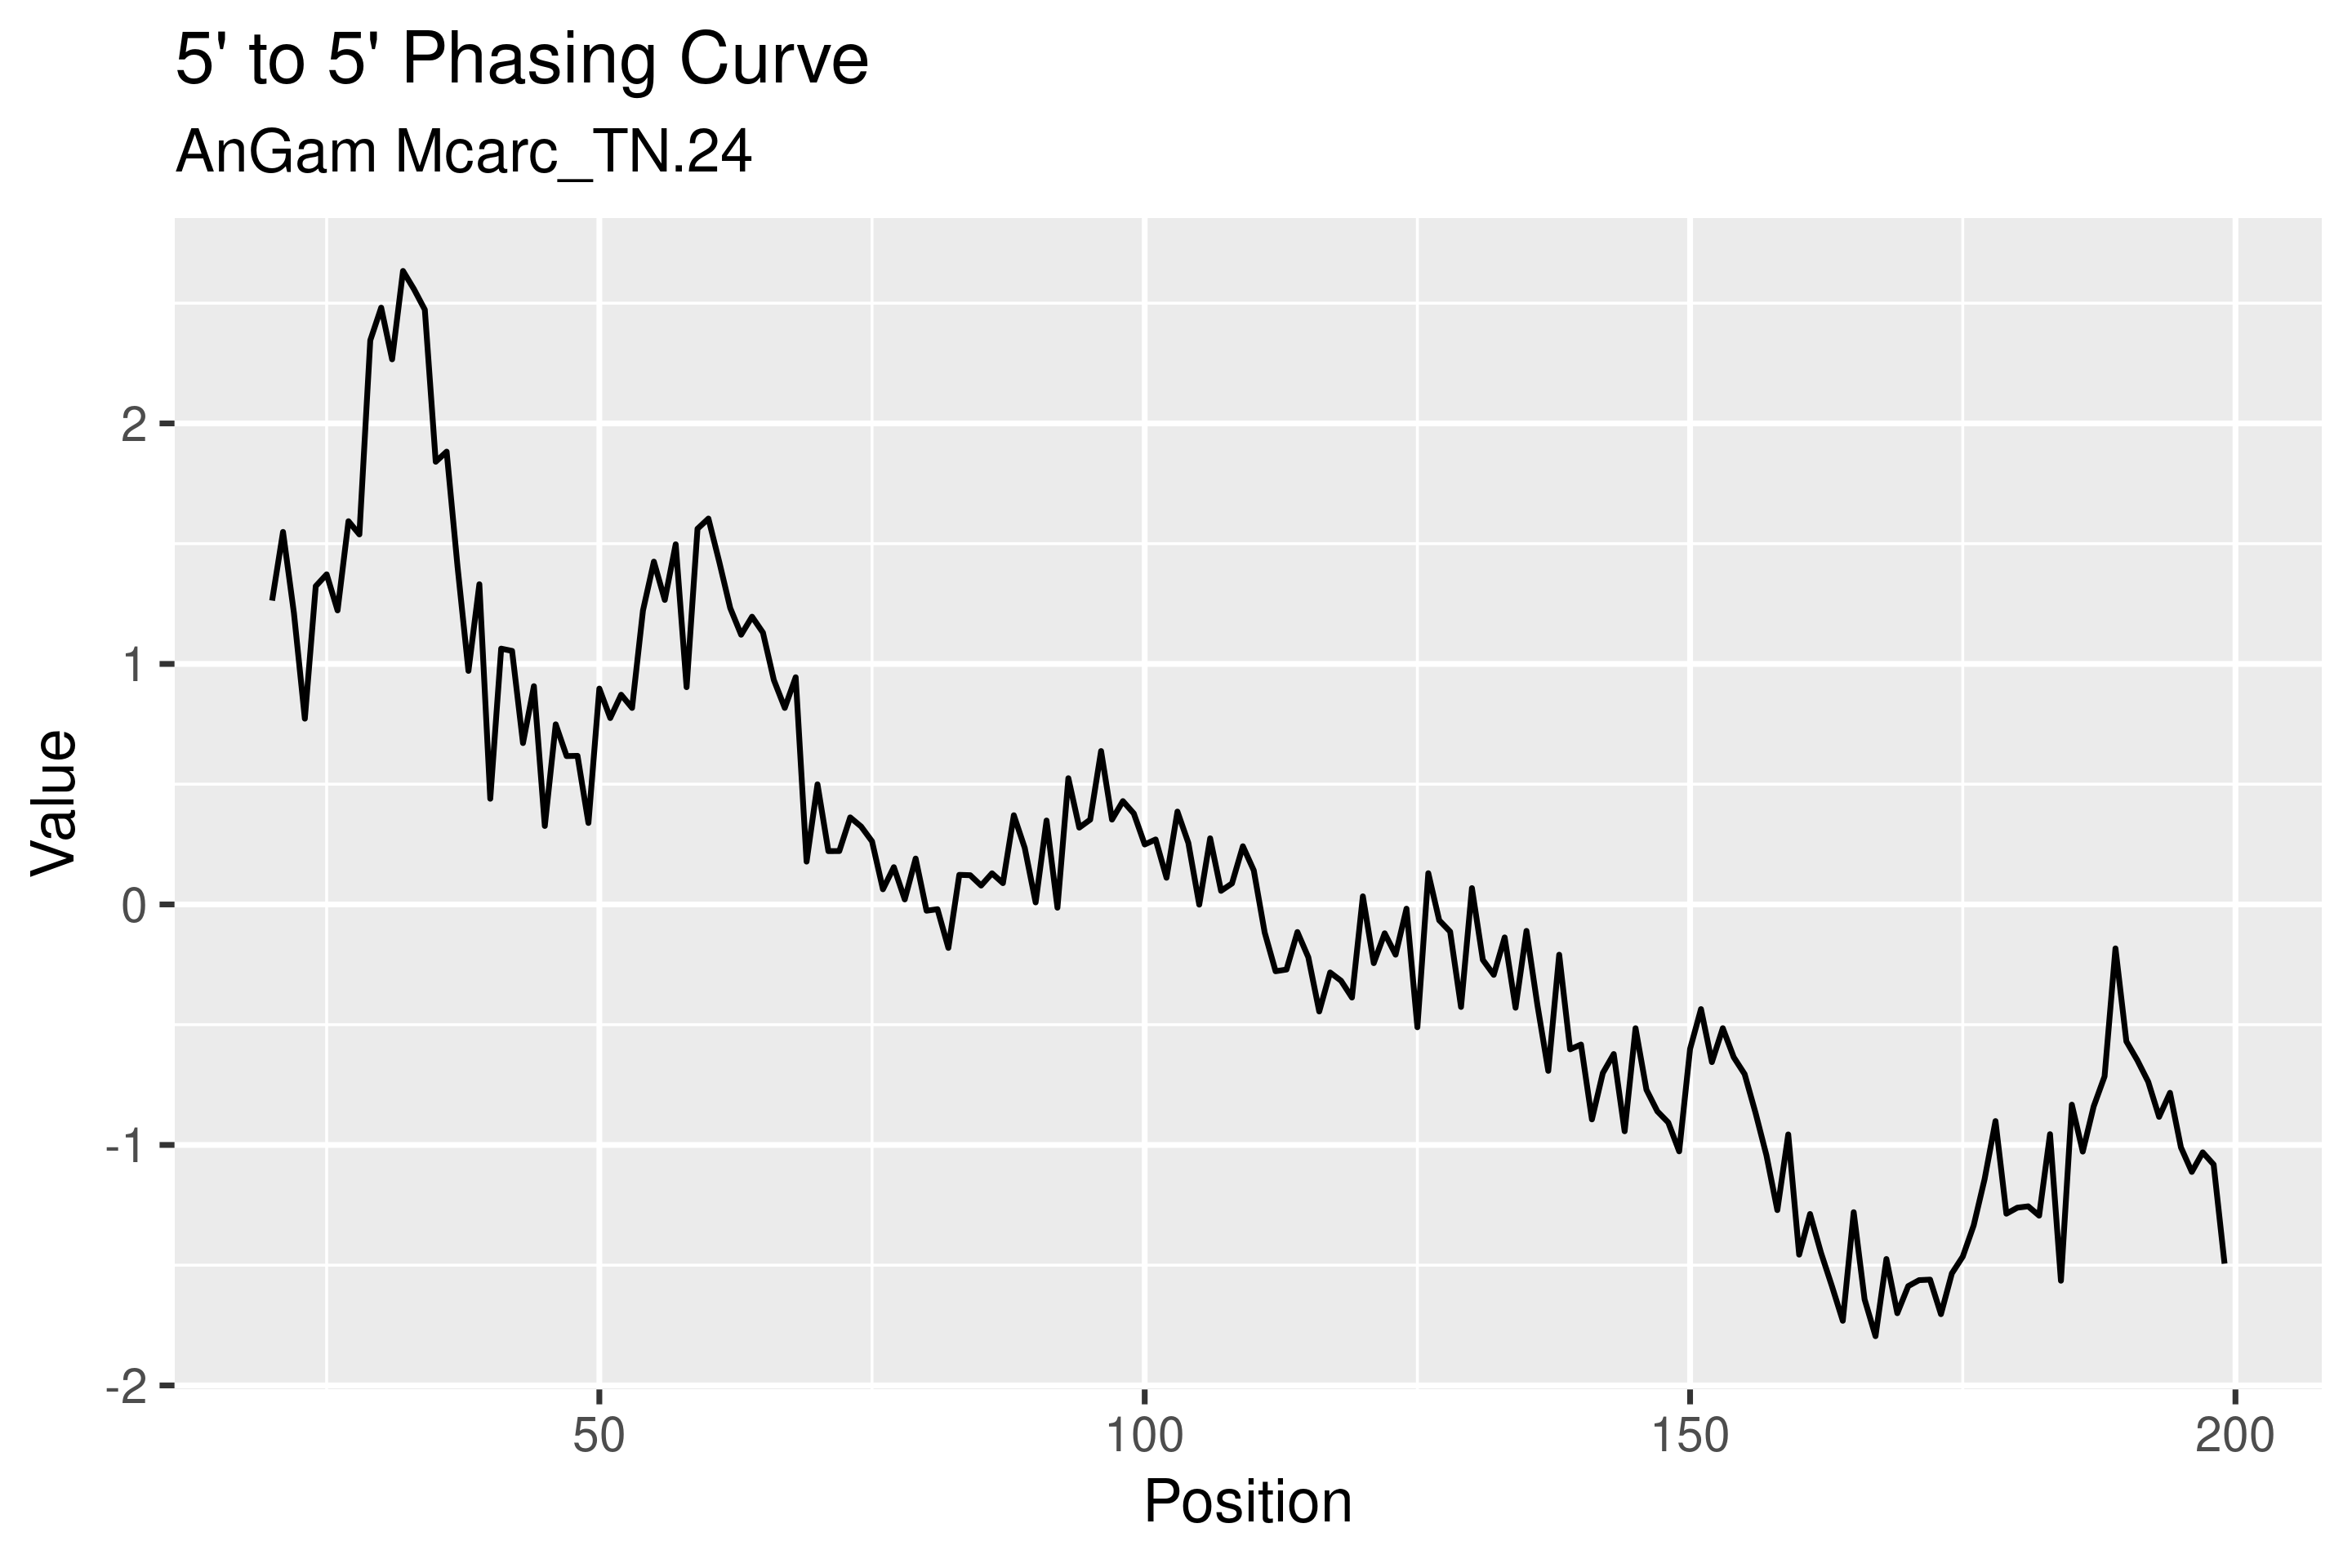 5' to 5' Phasing Curve
AnGam Mcarc_TN.24
Value
2
1
0
-1
-2
50 100 150 200
Position